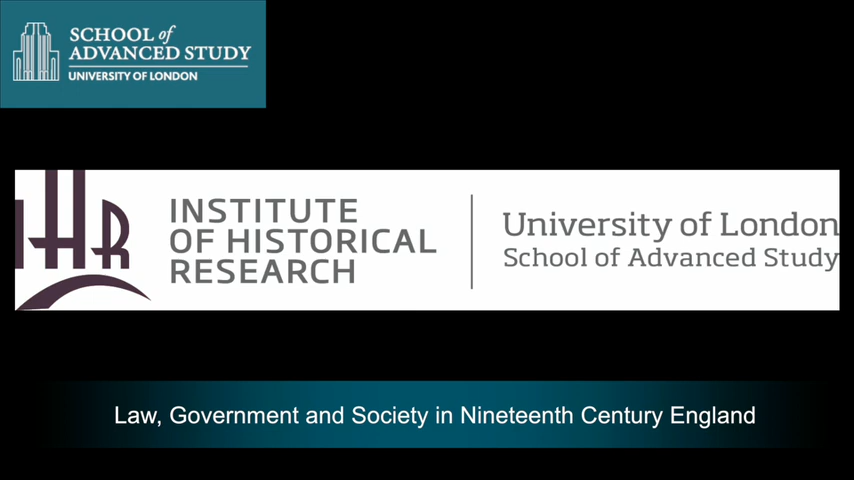 SCHOOL of
ADVANCED STUDY
UNIVERSITY OF LONDON
IHR
INSTITUTE
OF HISTORICAL
RESEARCH
University of London
School of Advanced Study
Law, Government and Society in Nineteenth Century England